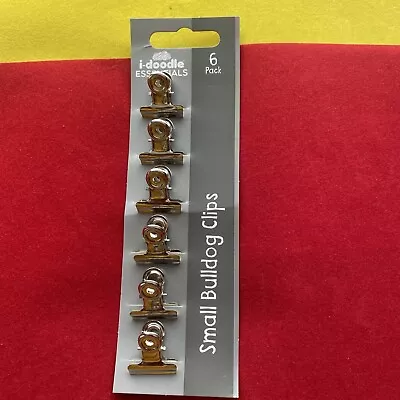 i-doodle
ESSENTIALS
6
Pack
Small Bulldog Clips